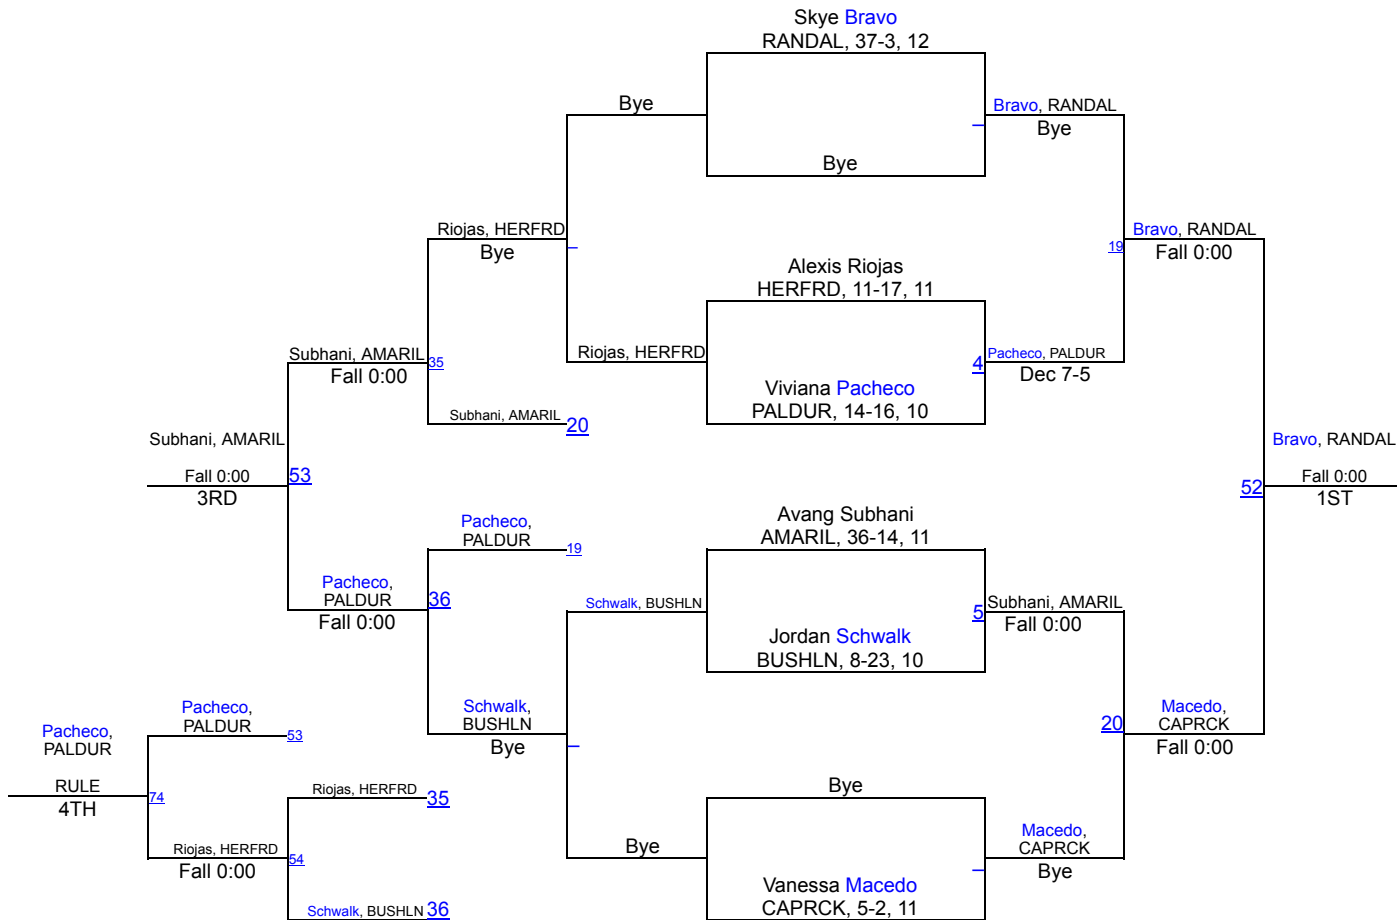 Skye Bravo
RANDAL, 37-3, 12
Bye
Bravo, RANDAL
Bye
Bye
Riojas, HERFRD
Bye
Bravo, RANDAL
19
Fall 0:00
Alexis Riojas
HERFRD, 11-17, 11
Subhani, AMARIL
35
Fall 0:00
Riojas, HERFRD
4
Pacheco, PALDUR
Dec 7-5
Viviana Pacheco
PALDUR, 14-16, 10
Subhani, AMARIL
20
Subhani, AMARIL
Fall 0:00
53
3RD
Bravo, RANDAL
Fall 0:00
52
1ST
Avang Subhani
AMARIL, 36-14, 11
Pacheco,
PALDUR
19
Pacheco,
PALDUR
36
Fall 0:00
Schwalk, BUSHLN
5
Subhani, AMARIL
Fall 0:00
Jordan Schwalk
BUSHLN, 8-23, 10
Schwalk,
BUSHLN
Bye
20
Macedo,
CAPRCK
Fall 0:00
Pacheco,
PALDUR
Pacheco,
PALDUR
53
RULE
74
4TH
Riojas, HERFRD
35
Bye
Riojas, HERFRD
54
Fall 0:00
Bye
Macedo,
CAPRCK
Bye
Vanessa Macedo
CAPRCK, 5-2, 11
Schwalk, BUSHLN
36